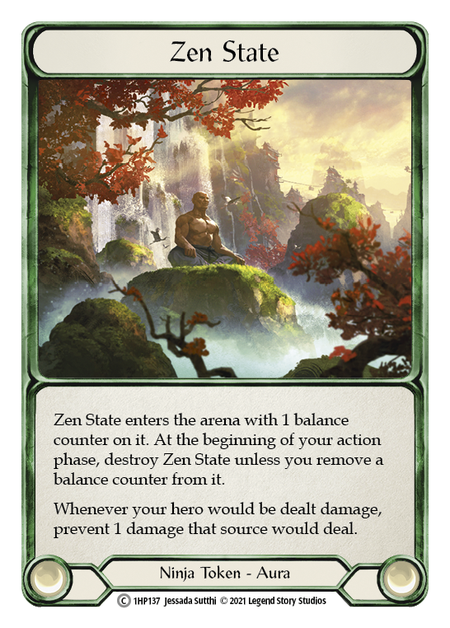 Zen State
Zen State enters the arena with 1 balance
counter on it. At the beginning of your action
phase, destroy Zen State unless you remove a
balance counter from it.
Whenever your hero would be dealt damage,
prevent 1 damage that source would deal.
Ninja Token - Aura
C 1HP137 Jessada Sutthi © 2021 Legend Story Studios